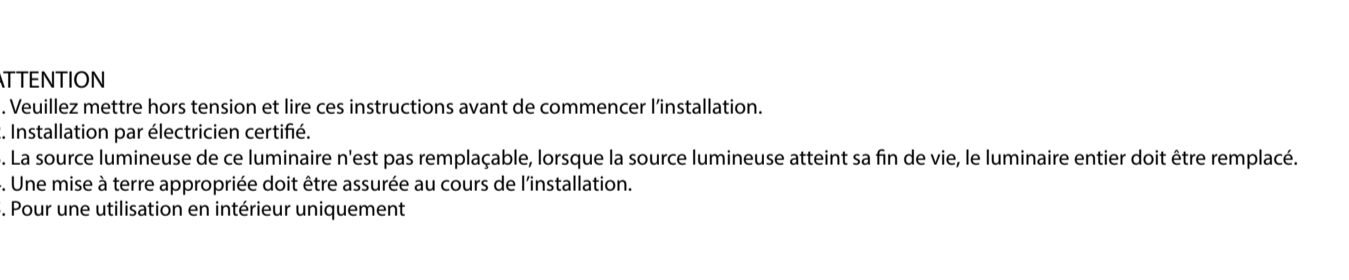 ATTENTION
. Veuillez mettre hors tension et lire ces instructions avant de commencer l’installation.
. Installation par électricien certifié.
. La source lumineuse de ce luminaire n'est pas remplaçable, lorsque la source lumineuse atteint sa fin de vie, le luminaire entier doit être remplacé.
. Une mise à terre appropriée doit être assurée au cours de l’installation.
. Pour une utilisation en intérieur uniquement